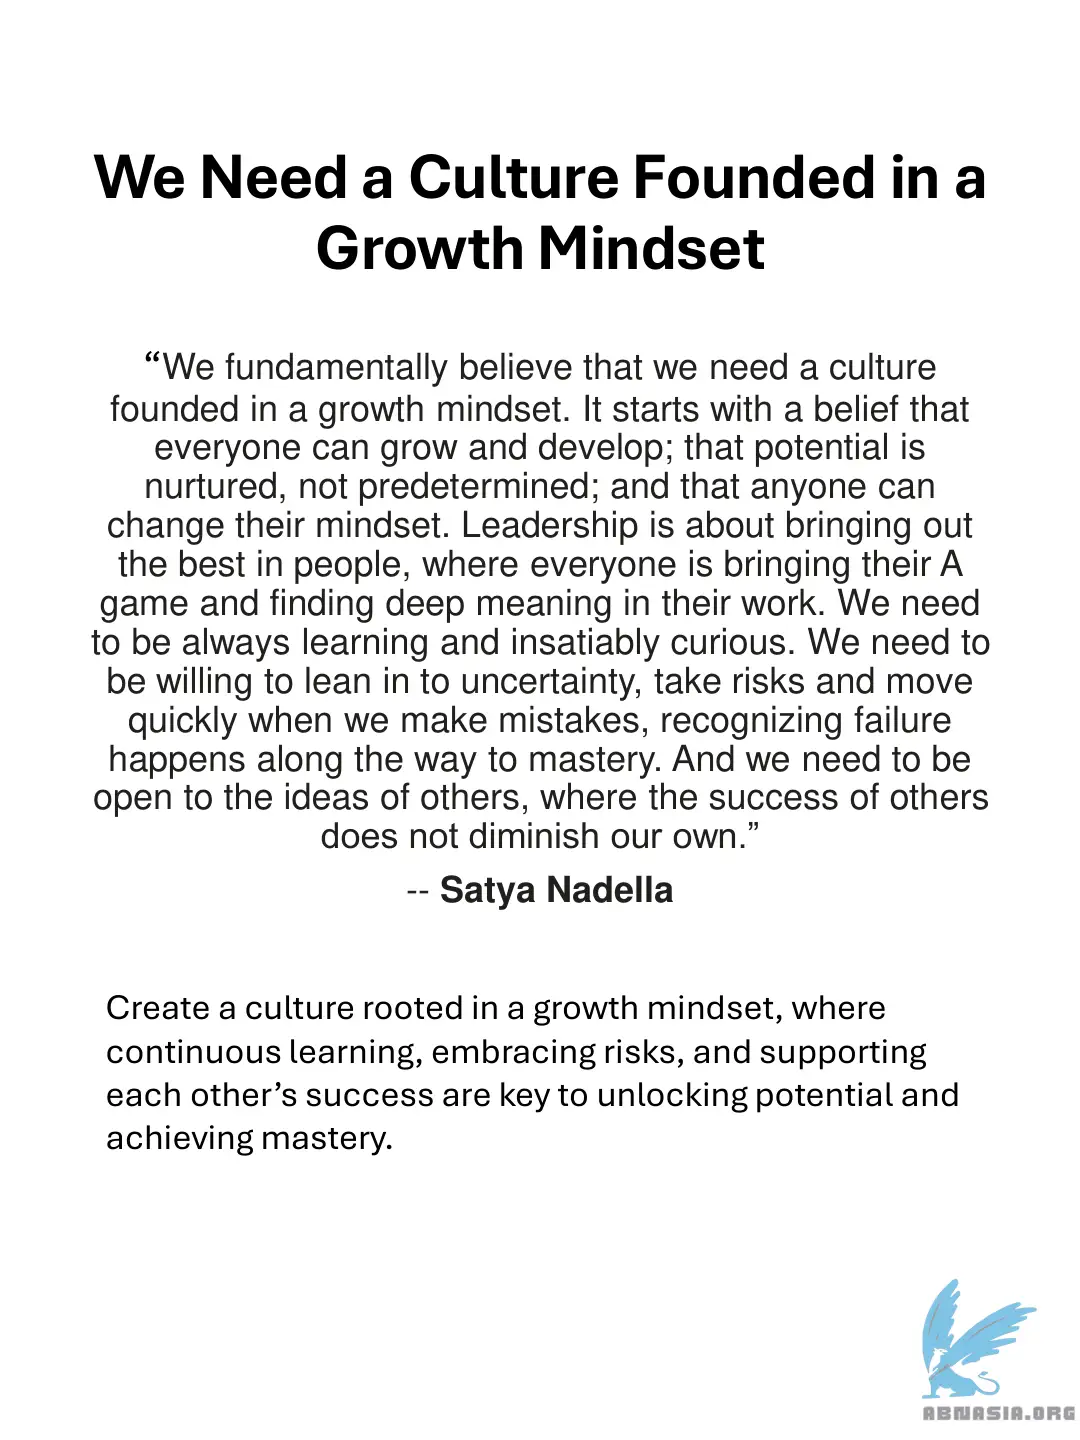 We Need a Culture Founded in a
Growth Mindset
“We fundamentally believe that we need a culture
founded in a growth mindset. It starts with a belief that
everyone can grow and develop; that potential is
nurtured, not predetermined; and that anyone can
change their mindset. Leadership is about bringing out
the best in people, where everyone is bringing their A
game and finding deep meaning in their work. We need
to be always learning and insatiably curious. We need to
be willing to lean in to uncertainty, take risks and move
quickly when we make mistakes, recognizing failure
happens along the way to mastery. And we need to be
open to the ideas of others, where the success of others
does not diminish our own.”
-- Satya Nadella
Create a culture rooted in a growth mindset, where
continuous learning, embracing risks, and supporting
each other’s success are key to unlocking potential and
achieving mastery.
ABNASIA.ORG